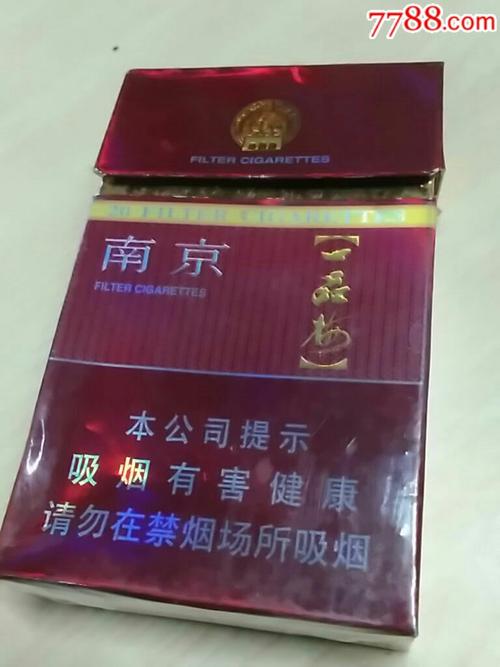 7788.com
FILTER CIGARETTES
20 FILTER CIGARETTES
南京
FILTER CIGARETTES
【一品梅】
本公司提示
吸烟有害健康
请勿在禁烟场所吸烟